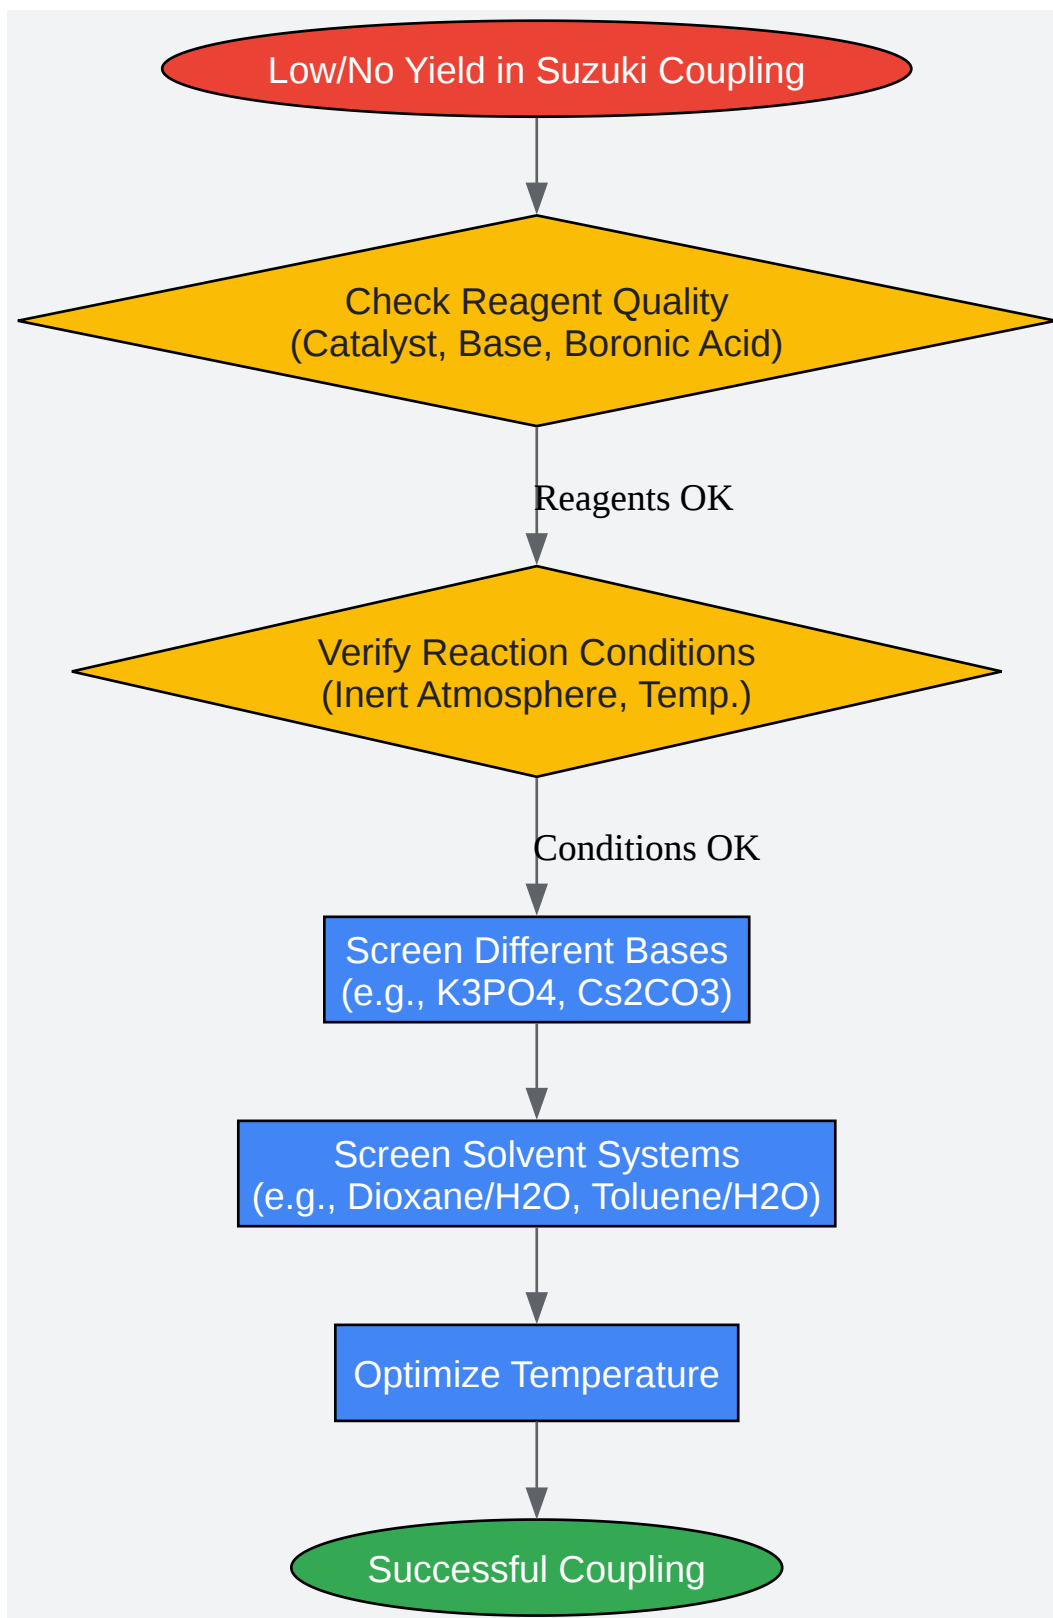 Low/No Yield in Suzuki Coupling
Check Reagent Quality
(Catalyst, Base, Boronic Acid)
Reagents OK
Verify Reaction Conditions
(Inert Atmosphere, Temp.)
Conditions OK
Screen Different Bases
(e.g., K3PO4, Cs2CO3)
Screen Solvent Systems
(e.g., Dioxane/H2O, Toluene/H2O)
Optimize Temperature
Successful Coupling